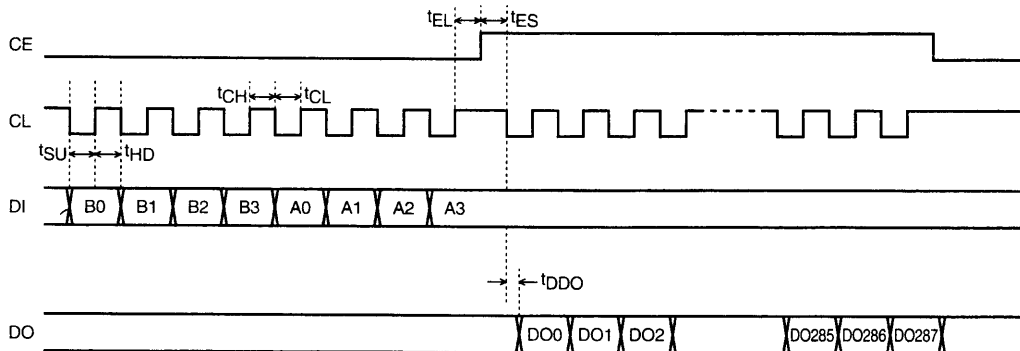 tEL tES
CE
tCH tCL
CL
tSU tHD
DI B0 B1 B2 B3 A0 A1 A2 A3
tDDO
DO DO0 DO1 DO2 DO285 DO286 DO287